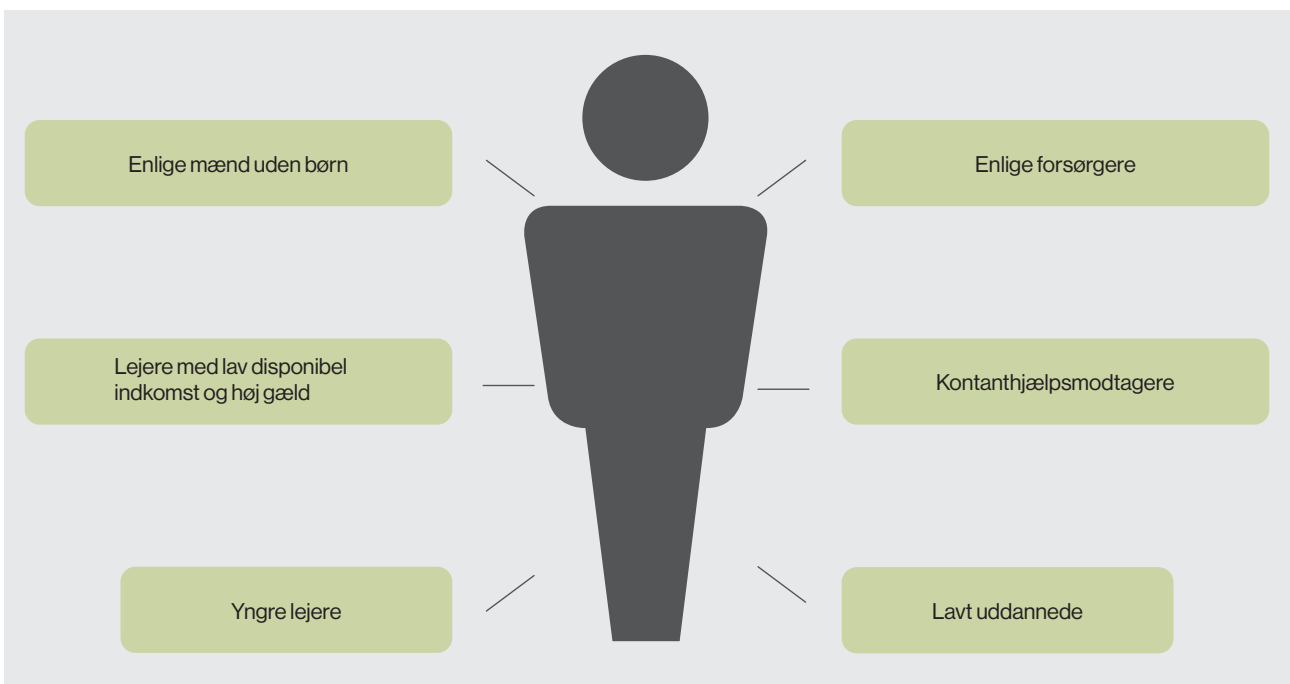 Enlige mænd uden børn
Enlige forsørgere
Lejere med lav disponibel
indkomst og høj gæld
Kontanthjælpsmodtagere
Yngre lejere
Lavt uddannede